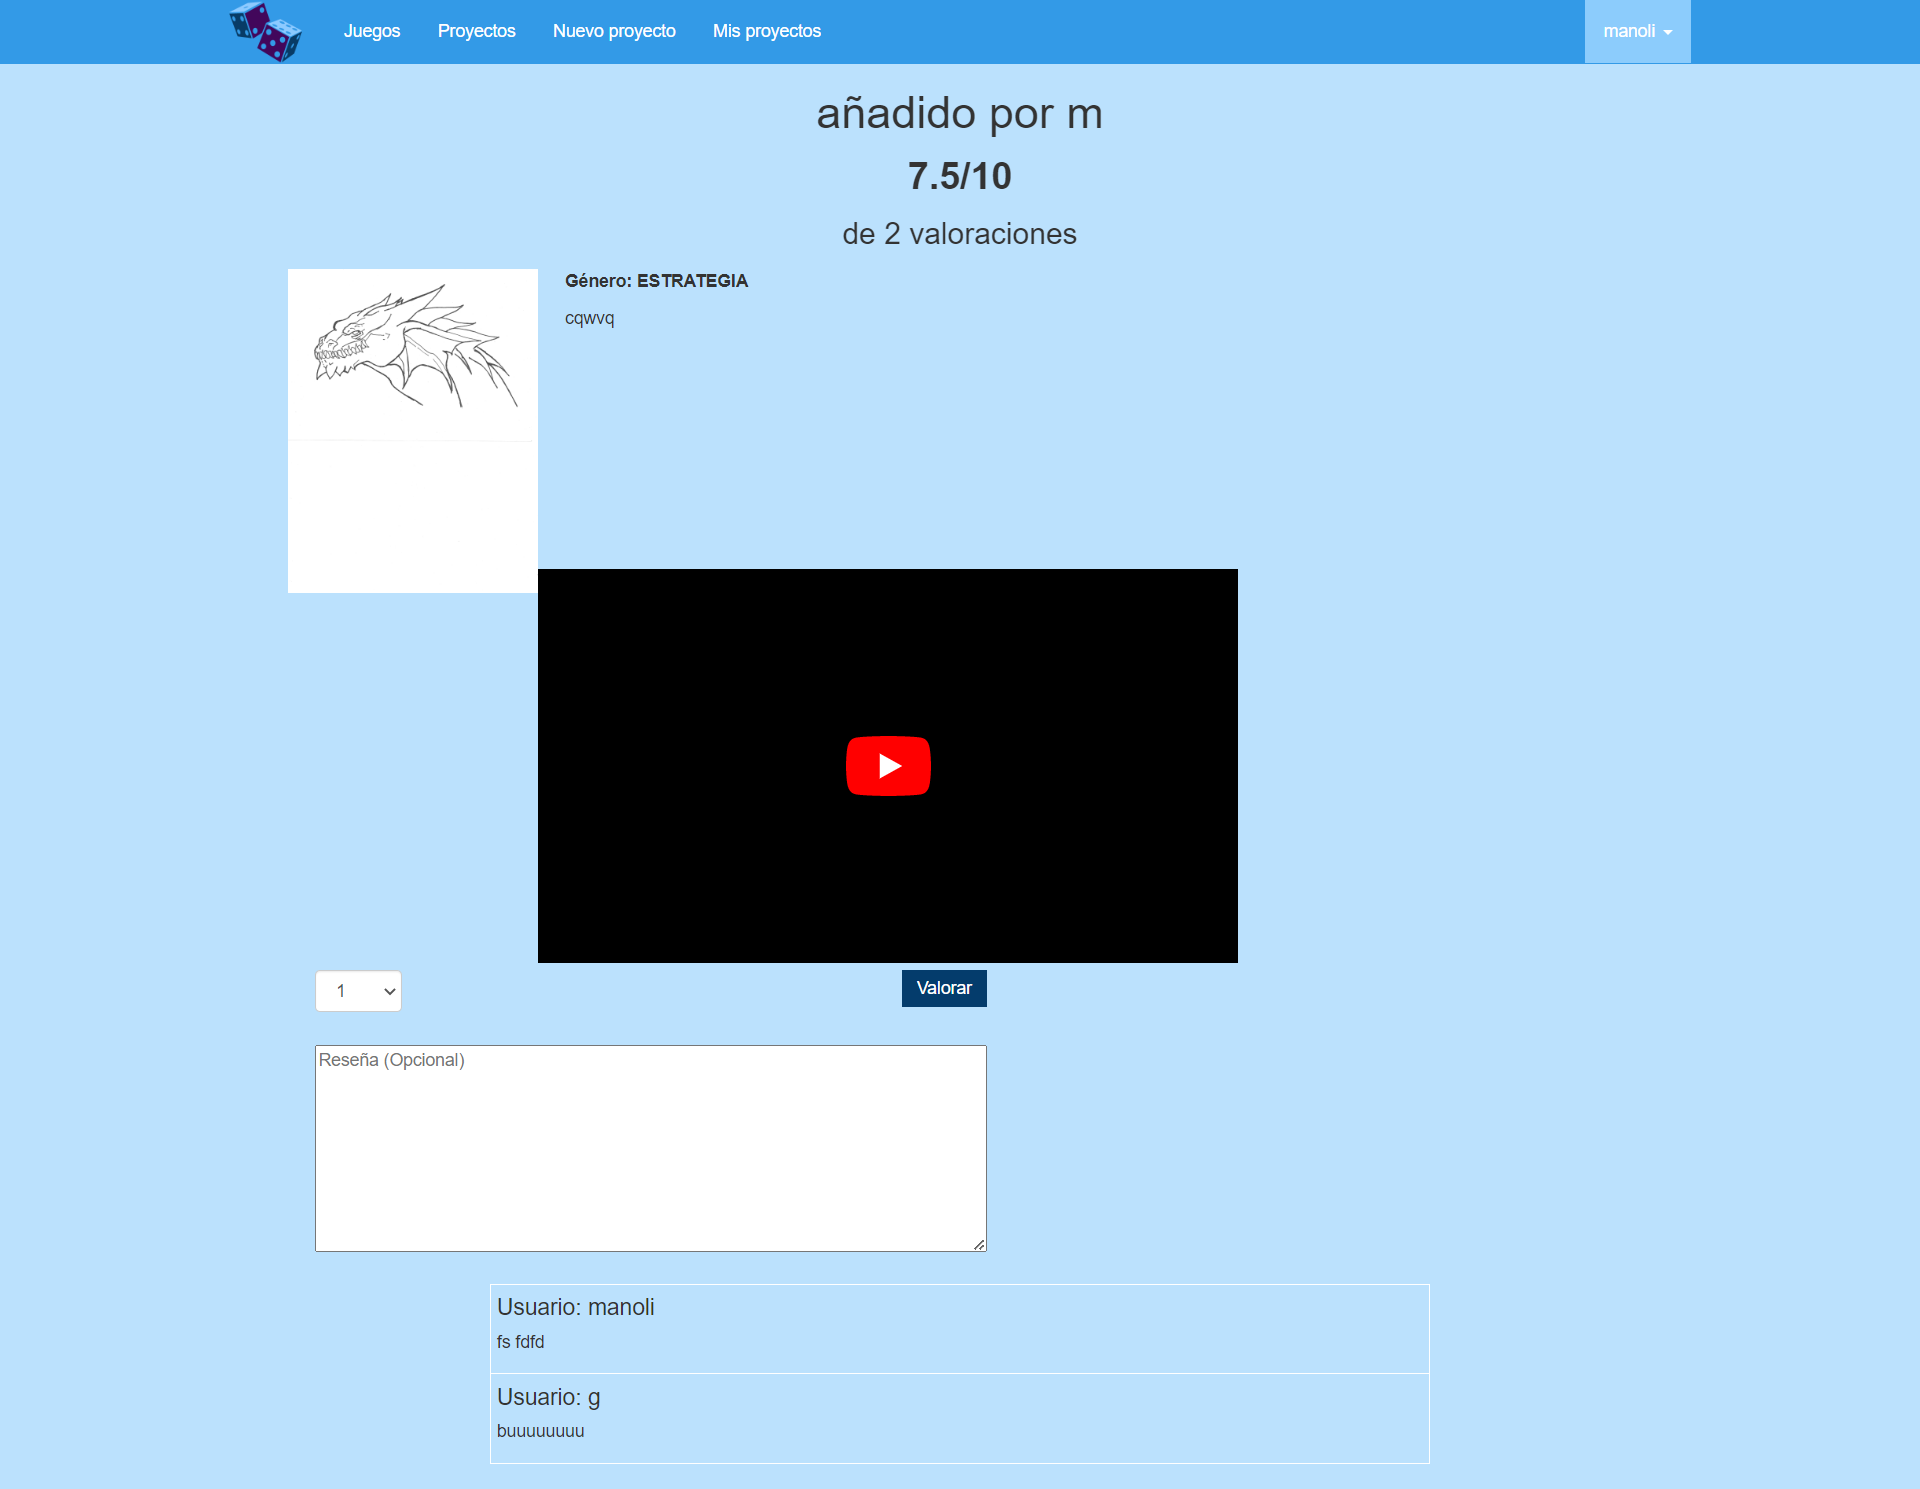 Juegos Proyectos Nuevo proyecto Mis proyectos manoli
añadido por m
7.5/10
de 2 valoraciones
Género: ESTRATEGIA
cqwvq
1 Valorar
Reseña (Opcional)
Usuario: manoli
fs fdfd
Usuario: g
buuuuuuuu